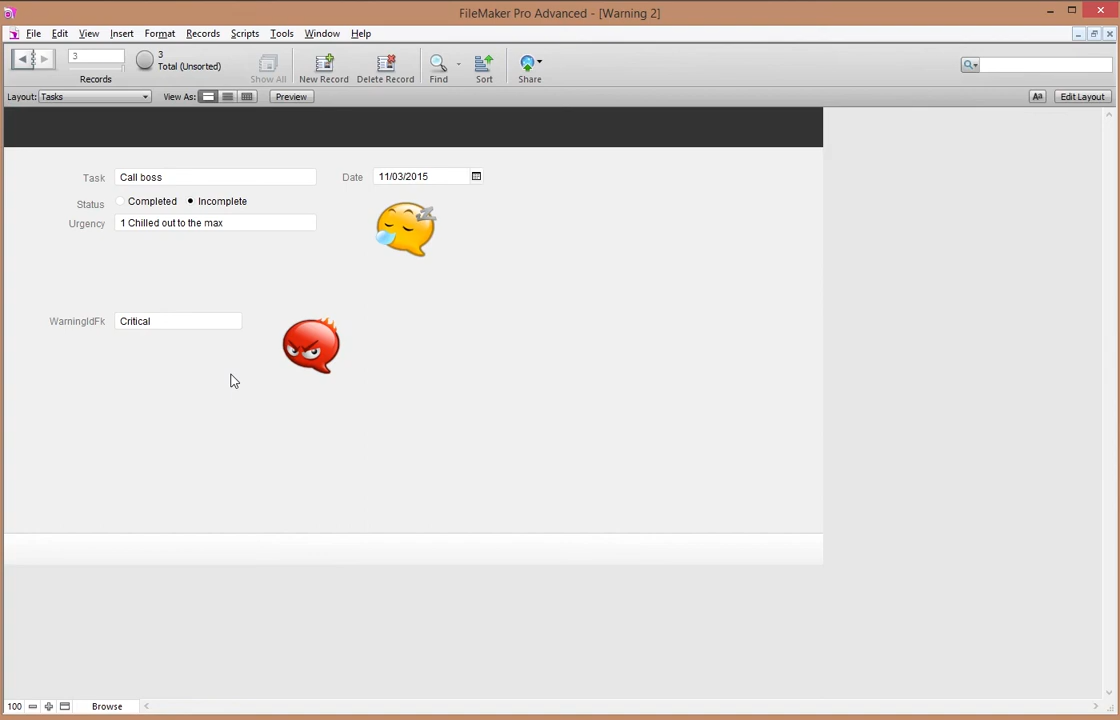 FileMaker Pro Advanced - [Warning 2]
File Edit View Insert Format Records Scripts Tools Window Help
3
3
Total (Unsorted)
Records
Show All New Record Delete Record Find Sort Share
Layout: Tasks View As: Preview Aa Edit Layout
Task Call boss Date 11/03/2015
Status Completed Incomplete
Urgency 1 Chilled out to the max
WarningIdFk Critical
100 Browse